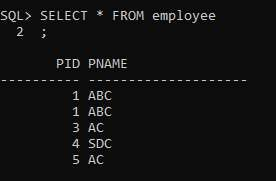 SQL> SELECT * FROM employee
  2  ;

       PID PNAME
---------- --------------------
         1 ABC
         1 ABC
         3 AC
         4 SDC
         5 AC